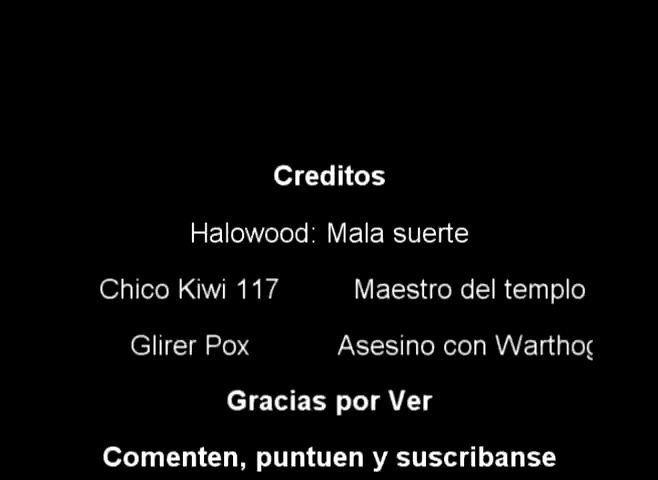 Creditos
Halowood: Mala suerte
Chico Kiwi 117 Maestro del templo
Glirer Pox Asesino con Warthog
Gracias por Ver
Comenten, puntuen y suscribanse